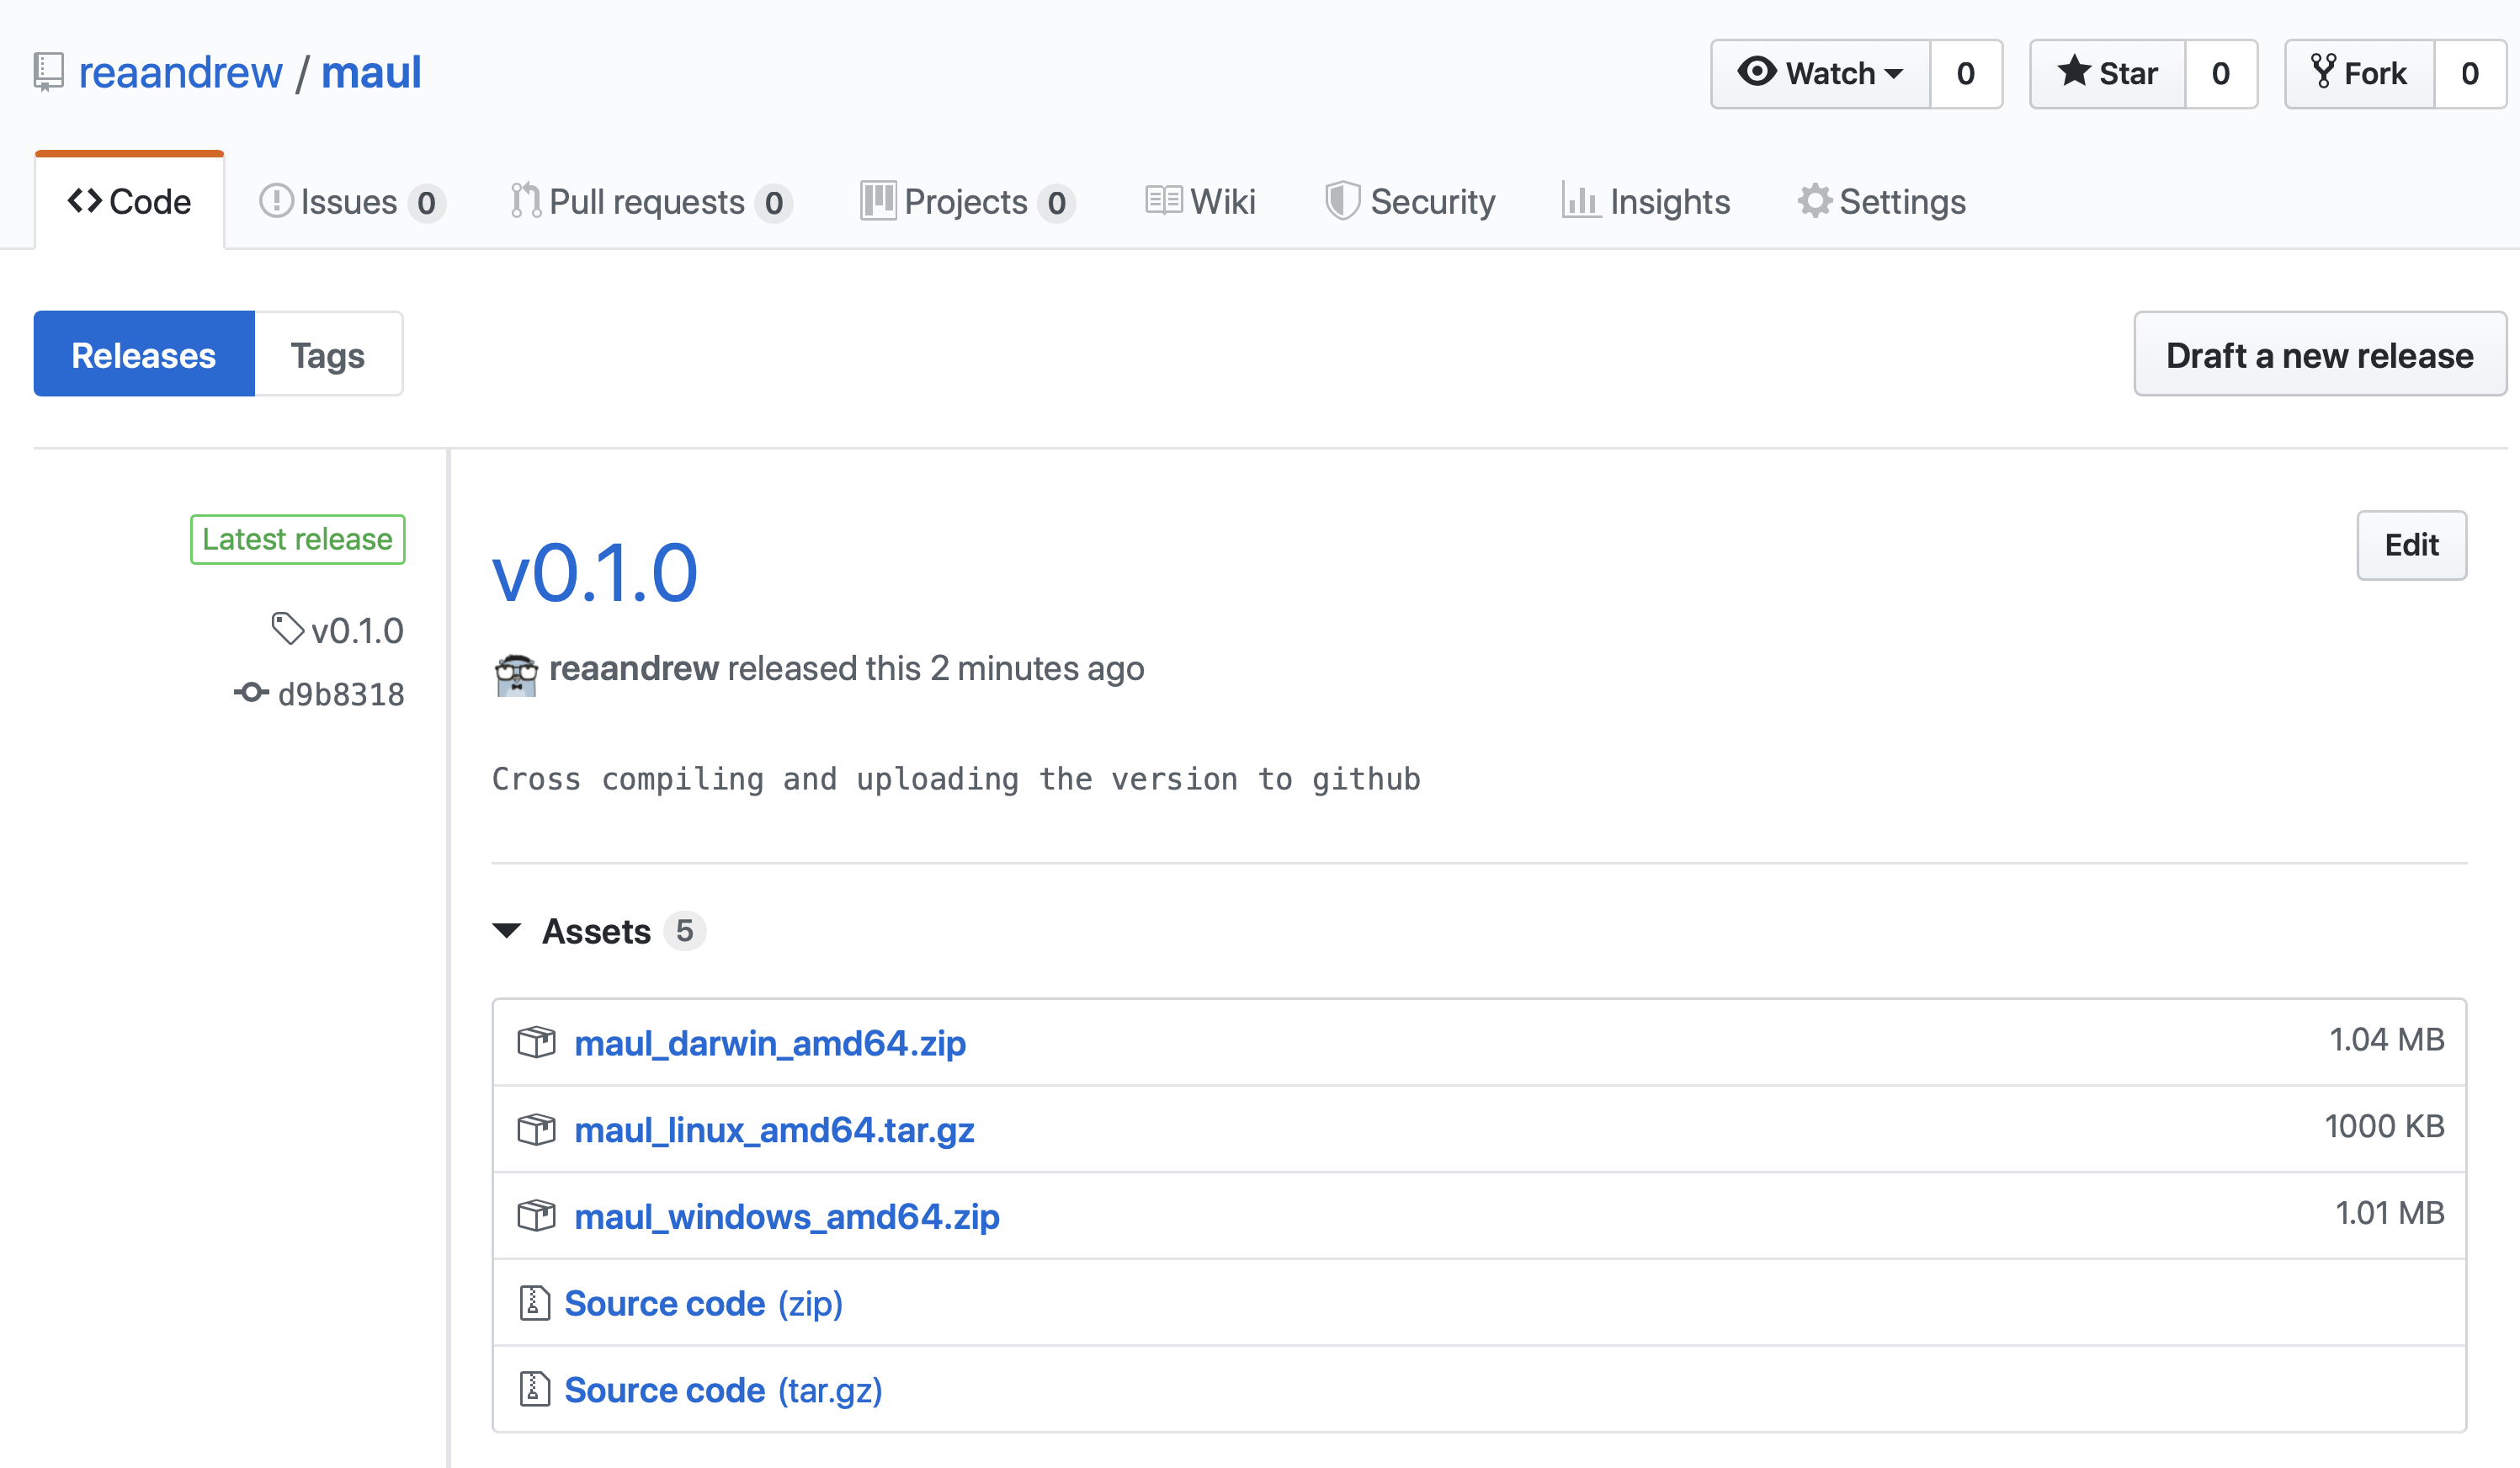 reaandrew / maul
Watch 0 Star 0 Fork 0
Code Issues 0 Pull requests 0 Projects 0 Wiki Security Insights Settings
Releases Tags
Draft a new release
Latest release
v0.1.0
d9b8318
v0.1.0
Edit
reaandrew released this 2 minutes ago
Cross compiling and uploading the version to github
Assets 5
maul_darwin_amd64.zip 1.04 MB
maul_linux_amd64.tar.gz 1000 KB
maul_windows_amd64.zip 1.01 MB
Source code (zip)
Source code (tar.gz)